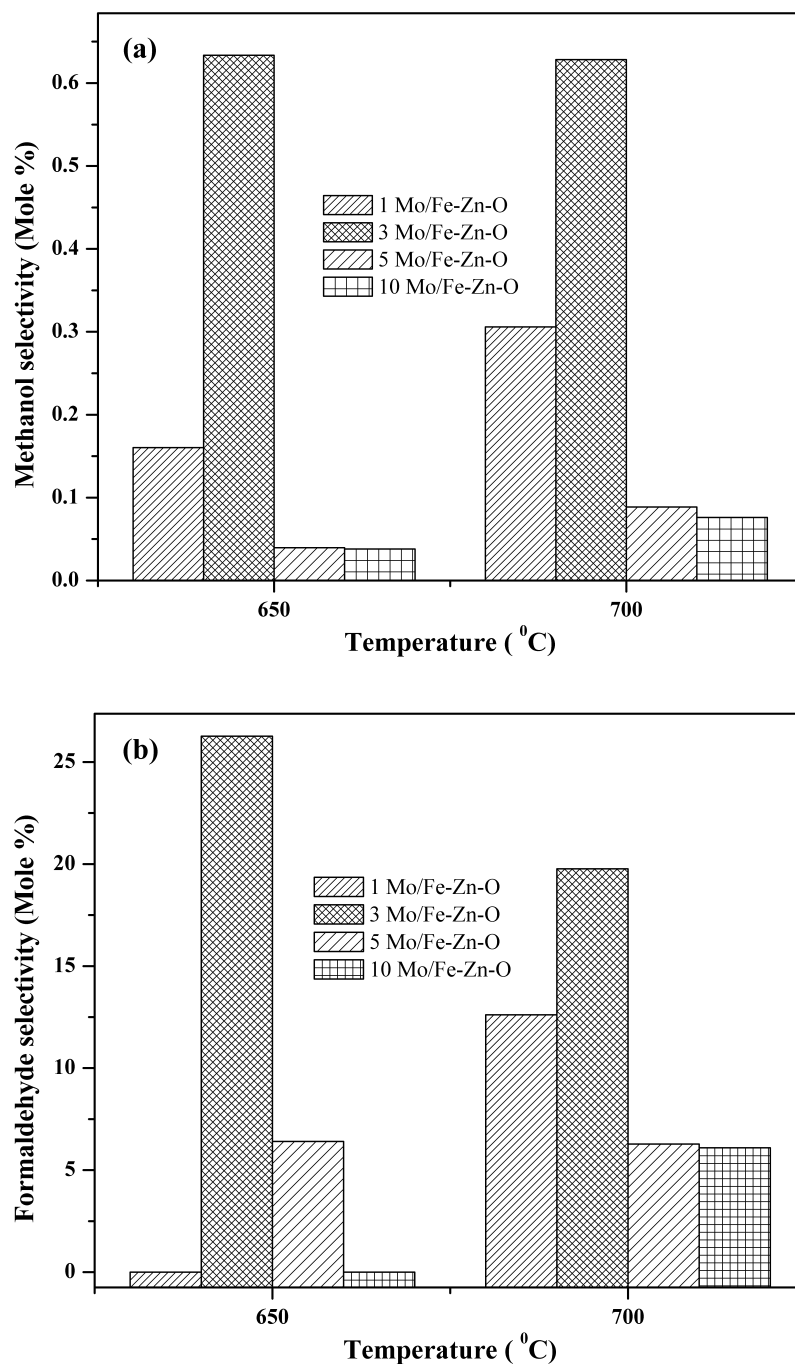 (a)
0.6
0.5
0.4
0.3
0.2
0.1
0.0
Methanol selectivity (Mole %)
1 Mo/Fe-Zn-O
3 Mo/Fe-Zn-O
5 Mo/Fe-Zn-O
10 Mo/Fe-Zn-O
650
700
Temperature ( ⁰C)
(b)
25
20
15
10
5
0
Formaldehyde selectivity (Mole %)
1 Mo/Fe-Zn-O
3 Mo/Fe-Zn-O
5 Mo/Fe-Zn-O
10 Mo/Fe-Zn-O
650
700
Temperature ( ⁰C)